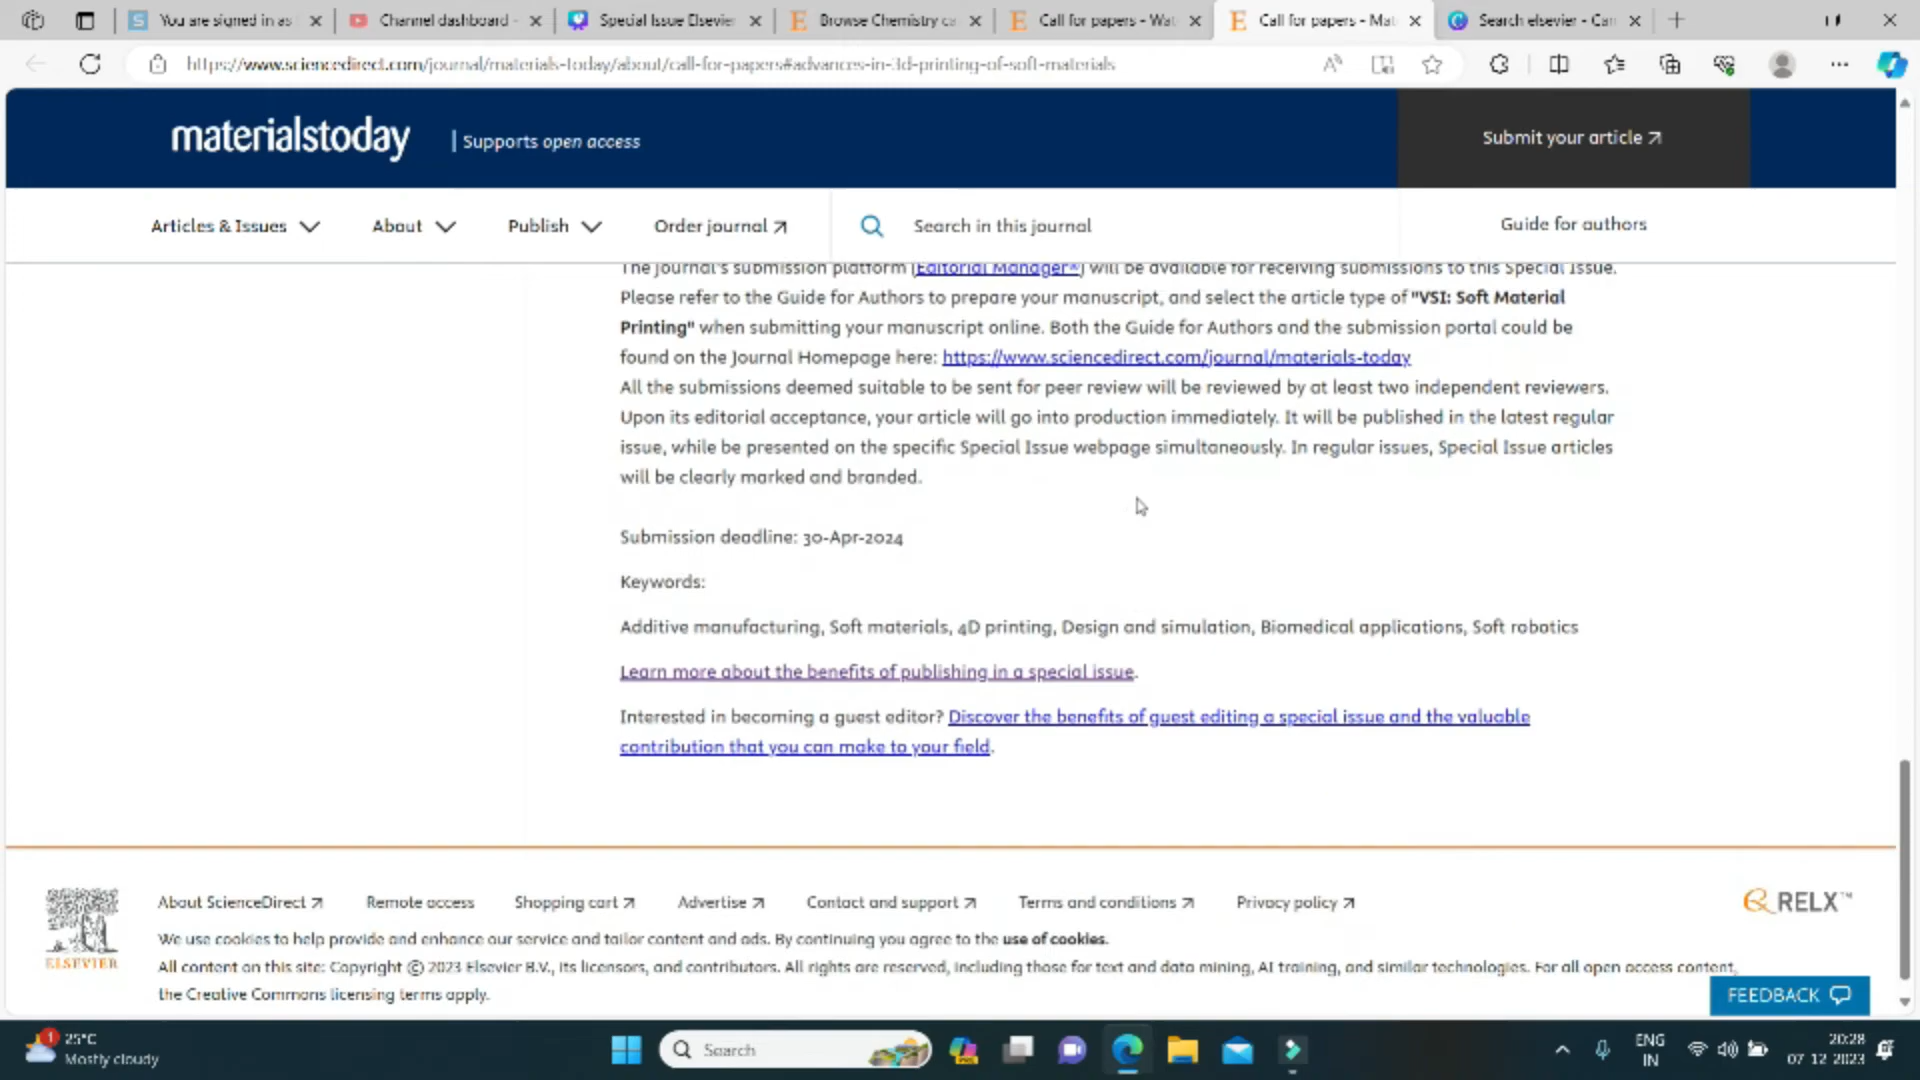 You are signed in as
Channel dashboard -
Special Issue Elsevier
Browse Chemistry ca
Call for papers - Wat
Call for papers - Mat
Search elsevier - Can
https://www.sciencedirect.com/journal/materials-today/about/call-for-papers#advances-in-3d-printing-of-soft-materials
materialstoday
Supports open access
Submit your article
Articles & Issues
About
Publish
Order journal
Search in this journal
Guide for authors
The journal's submission platform (Editorial Manager®) will be available for receiving submissions to this Special Issue.
Please refer to the Guide for Authors to prepare your manuscript, and select the article type of "VSI: Soft Material
Printing" when submitting your manuscript online. Both the Guide for Authors and the submission portal could be
found on the Journal Homepage here: https://www.sciencedirect.com/journal/materials-today
All the submissions deemed suitable to be sent for peer review will be reviewed by at least two independent reviewers.
Upon its editorial acceptance, your article will go into production immediately. It will be published in the latest regular
issue, while be presented on the specific Special Issue webpage simultaneously. In regular issues, Special Issue articles
will be clearly marked and branded.
Submission deadline: 30-Apr-2024
Keywords:
Additive manufacturing, Soft materials, 4D printing, Design and simulation, Biomedical applications, Soft robotics
Learn more about the benefits of publishing in a special issue.
Interested in becoming a guest editor? Discover the benefits of guest editing a special issue and the valuable
contribution that you can make to your field.
ELSEVIER
About ScienceDirect
Remote access
Shopping cart
Advertise
Contact and support
Terms and conditions
Privacy policy
RELX™
We use cookies to help provide and enhance our service and tailor content and ads. By continuing you agree to the use of cookies.
All content on this site: Copyright © 2023 Elsevier B.V., its licensors, and contributors. All rights are reserved, including those for text and data mining, AI training, and similar technologies. For all open access content,
the Creative Commons licensing terms apply.
FEEDBACK
1
25°C
Mostly cloudy
Search
ENG
IN
20:28
07-12-2023